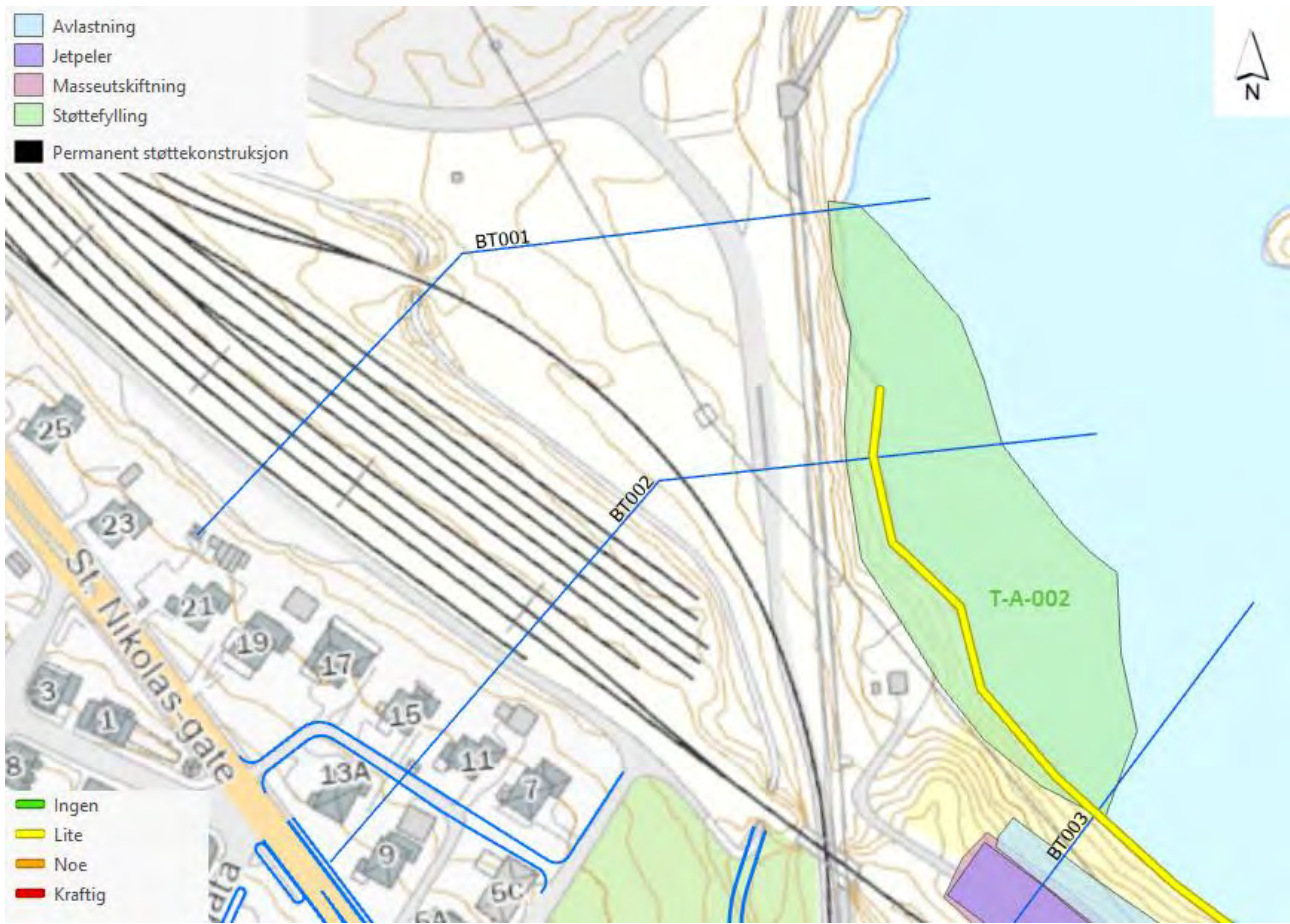 Avlastning
Jetpeler
Masseutskiftning
Støttefylling
Permanent støttekonstruksjon
N
BT001
BT002
25
23
21
19
17
15
11
7
13A
9
5C
3
1
8
St. Nikolas-gate
T-A-002
BT003
Ingen
Lite
Noe
Kraftig